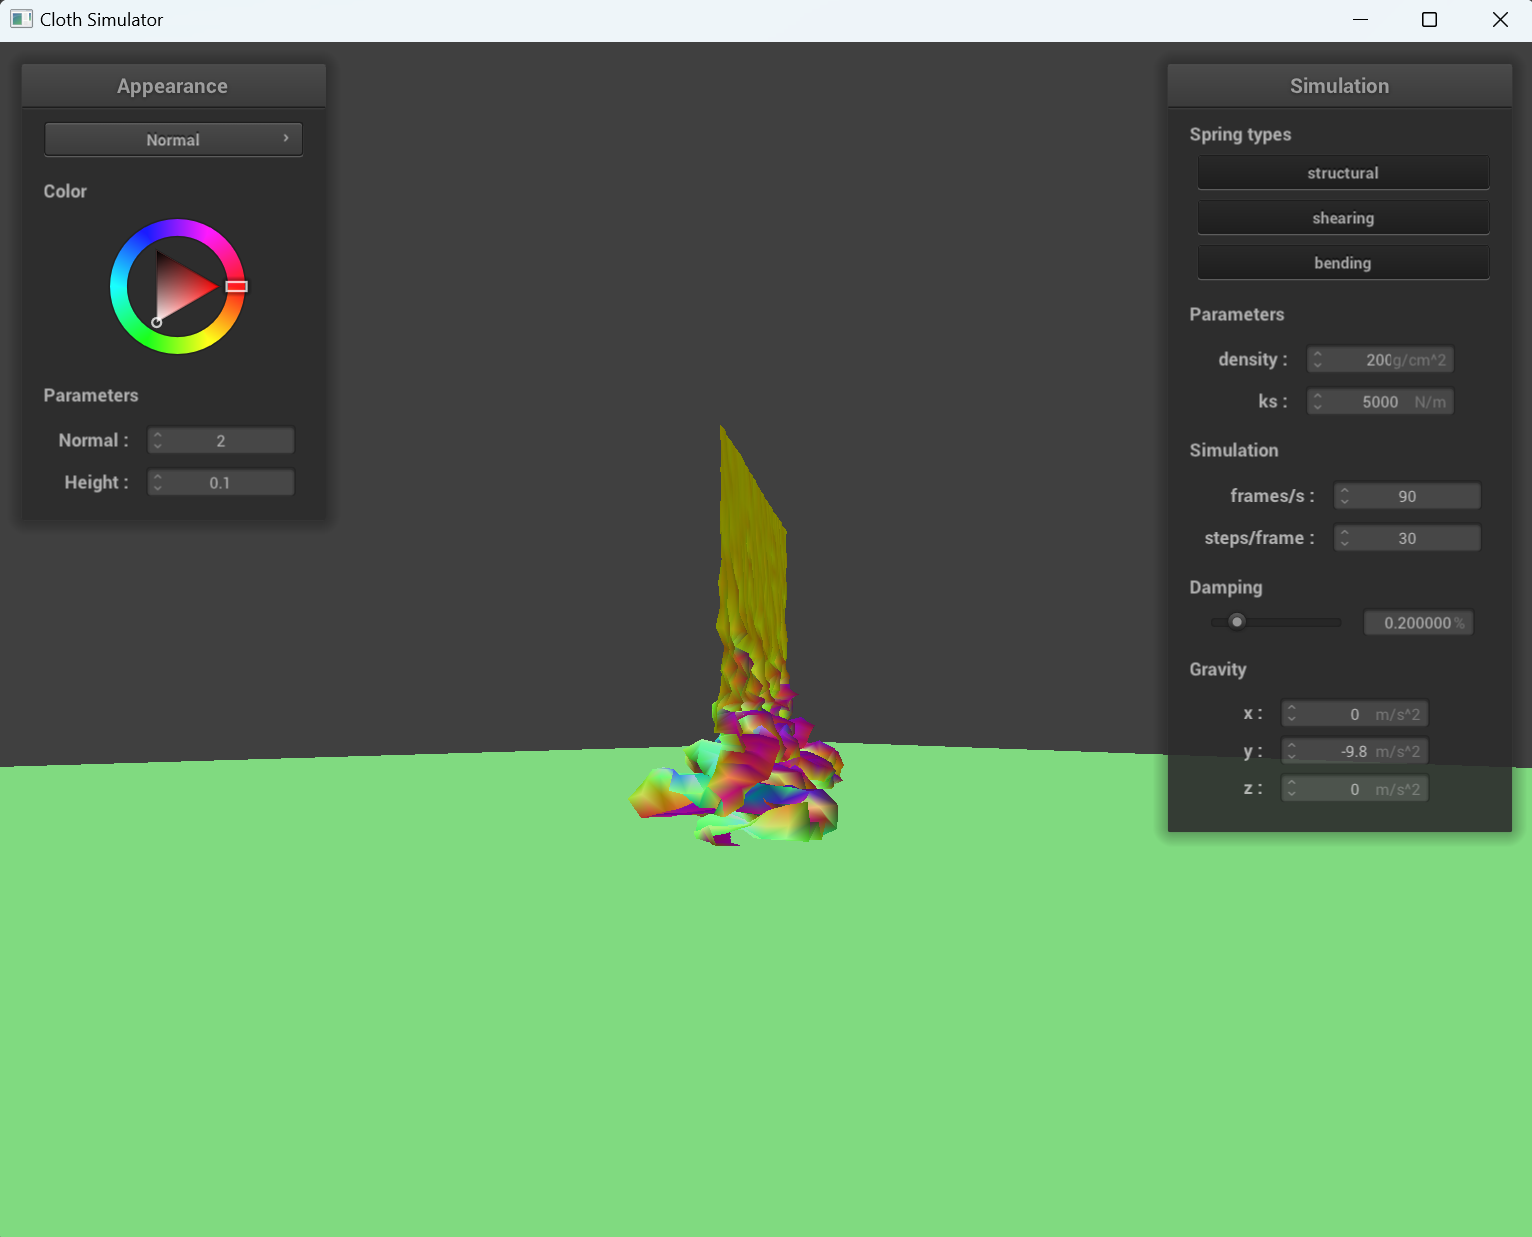 Cloth Simulator
Appearance
Normal
Color
Parameters
Normal : 2
Height : 0.1
Simulation
Spring types
structural
shearing
bending
Parameters
density : 200g/cm^2
ks : 5000 N/m
Simulation
frames/s : 90
steps/frame : 30
Damping
0.200000 %
Gravity
x : 0 m/s^2
y : -9.8 m/s^2
z : 0 m/s^2